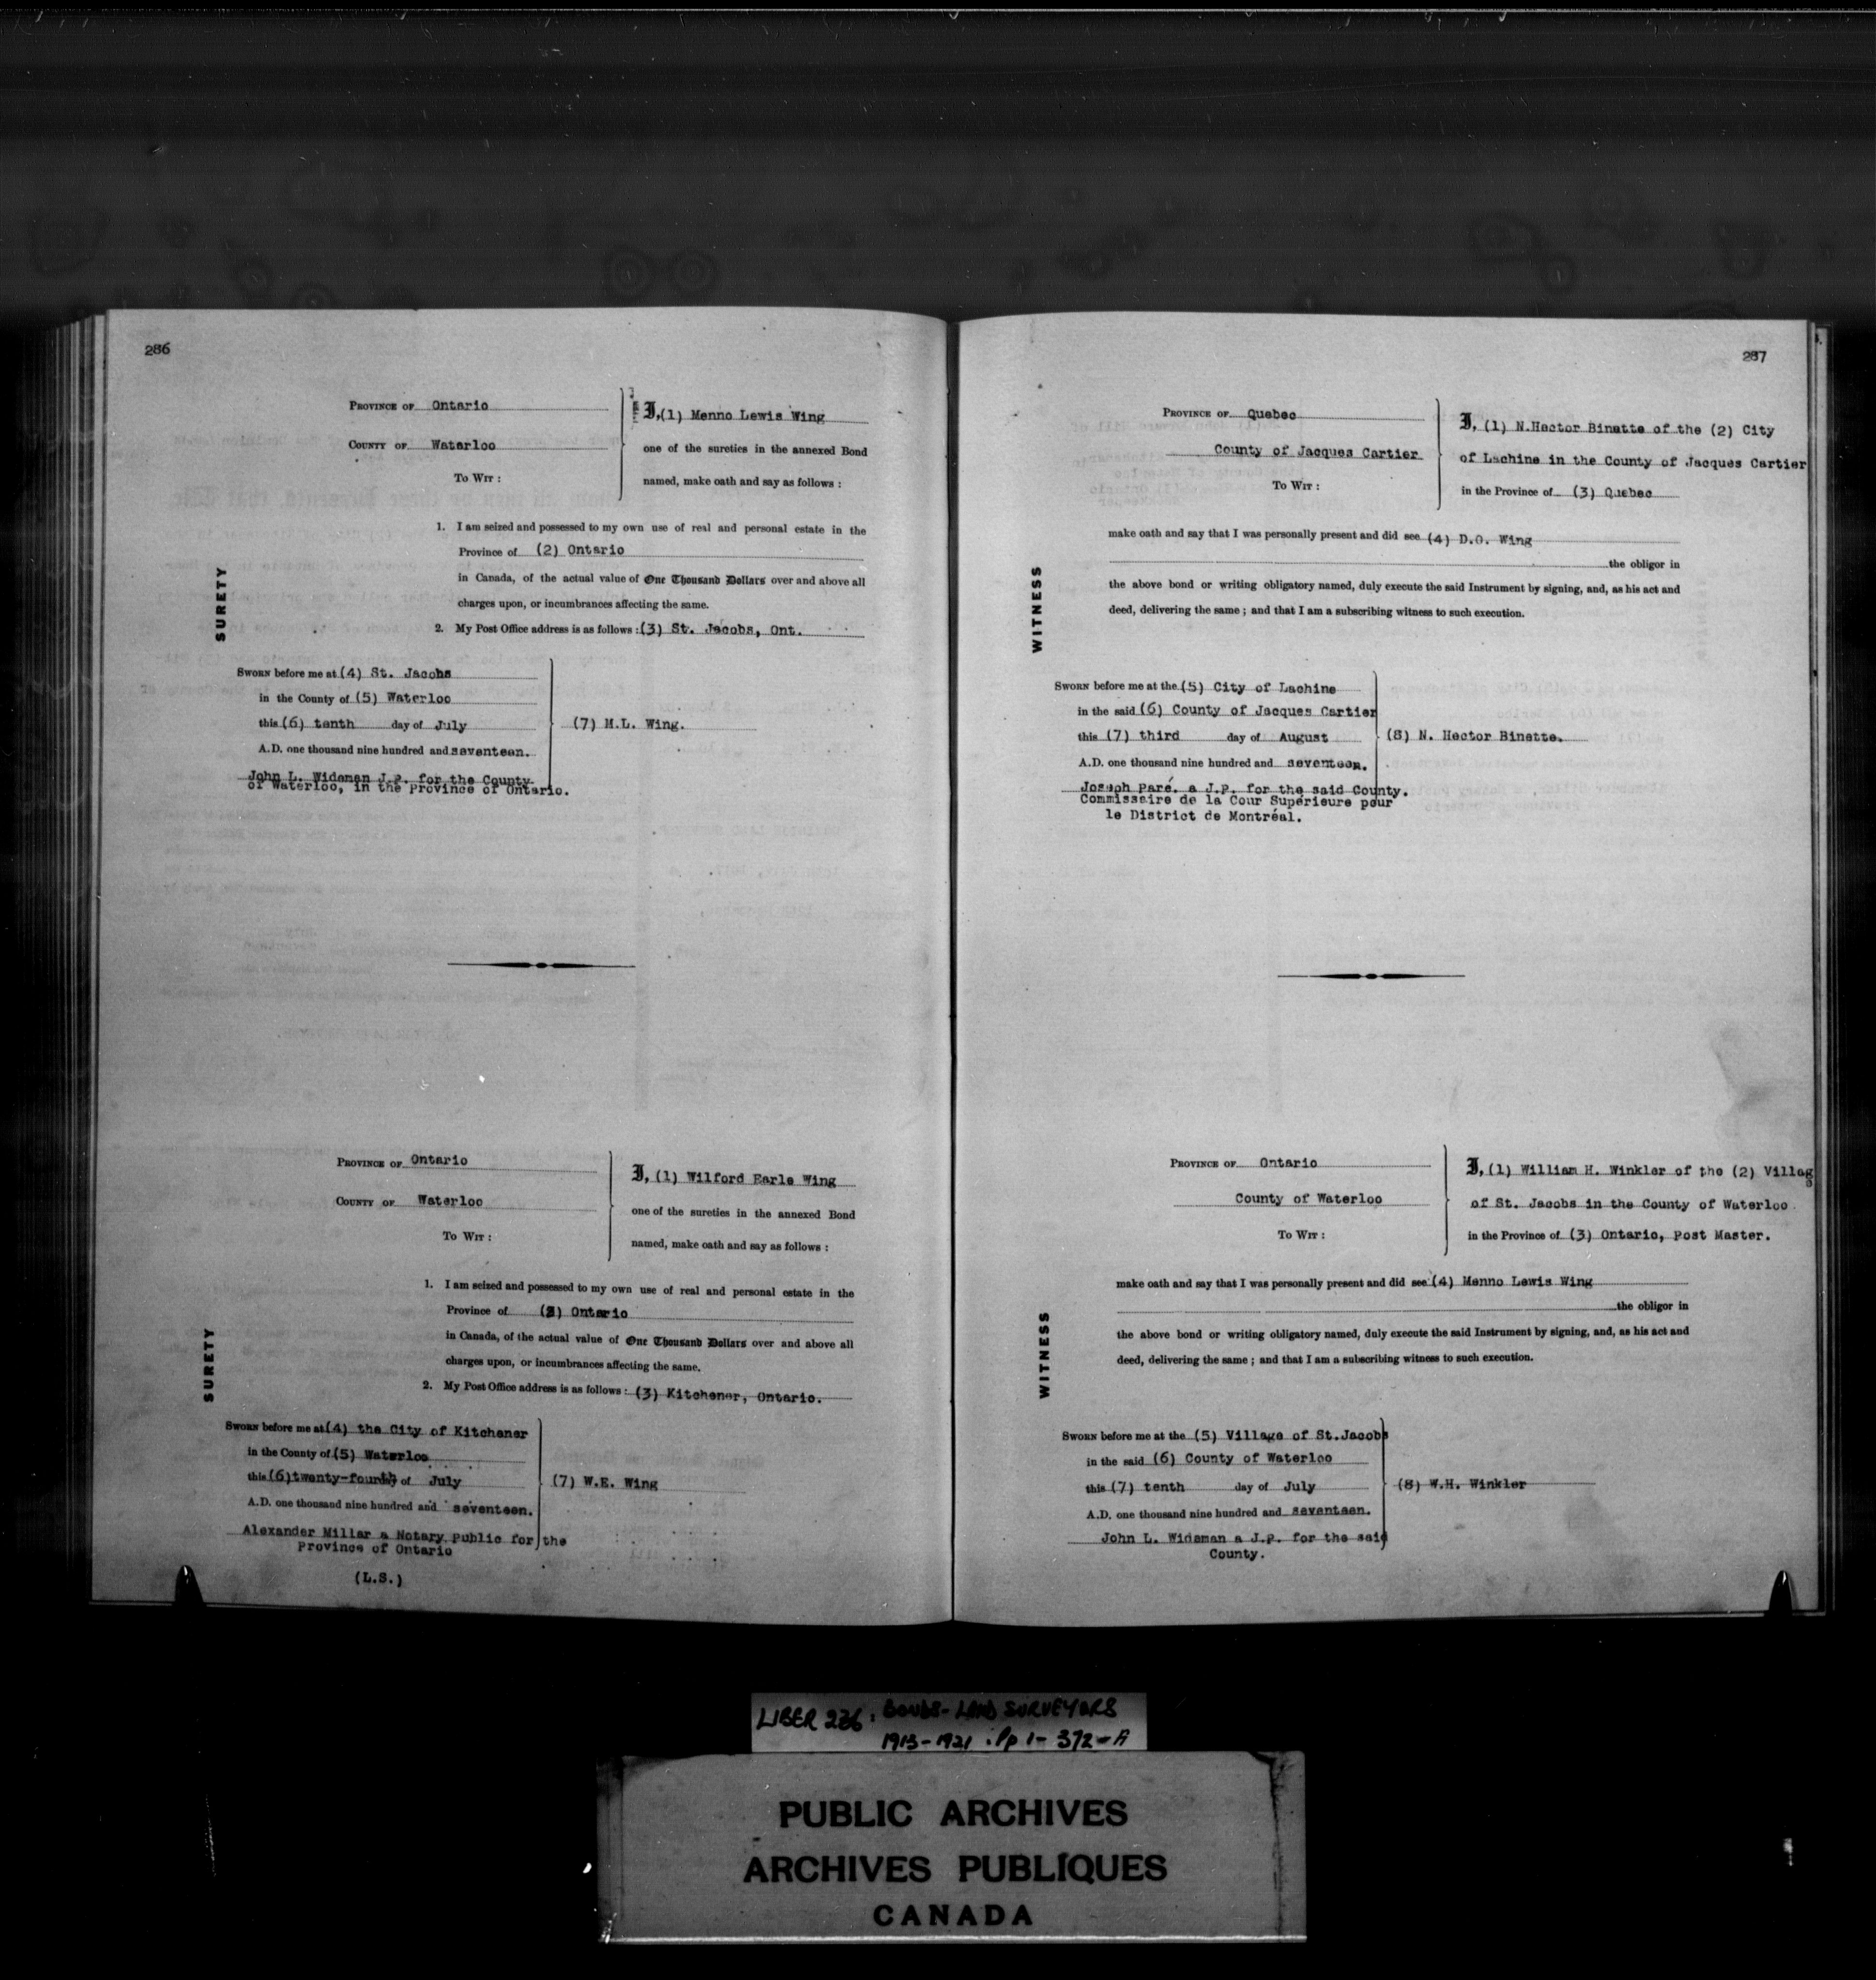 286
PROVINCE OF Ontario
COUNTY OF Waterloo
TO WIT :
I, (1) Menno Lewis Wing
one of the sureties in the annexed Bond
named, make oath and say as follows :
SURETY
1. I am seized and possessed to my own use of real and personal estate in the
Province of (2) Ontario
in Canada, of the actual value of One Thousand Dollars over and above all
charges upon, or incumbrances affecting the same.
2. My Post Office address is as follows : (3) St. Jacobs, Ont.
SWORN before me at (4) St. Jacobs
in the County of (5) Waterloo
this (6) tenth day of July
A.D. one thousand nine hundred and seventeen.
John L. Wideman J.P. for the County
of Waterloo, in the Province of Ontario.
(7) M.L. Wing.
PROVINCE OF Ontario
COUNTY OF Waterloo
TO WIT :
I, (1) Wilford Earle Wing
one of the sureties in the annexed Bond
named, make oath and say as follows :
SURETY
1. I am seized and possessed to my own use of real and personal estate in the
Province of (2) Ontario
in Canada, of the actual value of One Thousand Dollars over and above all
charges upon, or incumbrances affecting the same.
2. My Post Office address is as follows : (3) Kitchener, Ontario.
SWORN before me at (4) the City of Kitchener
in the County of (5) Waterloo
this (6) twenty-fourth day of July
A.D. one thousand nine hundred and seventeen.
Alexander Millar a Notary Public for the
Province of Ontario
(L.S.)
(7) W.E. Wing
287
PROVINCE OF Quebec
County of Jacques Cartier
TO WIT :
I, (1) N.Hector Binette of the (2) City
of Lachine in the County of Jacques Cartier
in the Province of (3) Quebec
WITNESS
make oath and say that I was personally present and did see (4) D.O. Wing
the obligor in
the above bond or writing obligatory named, duly execute the said Instrument by signing, and, as his act and
deed, delivering the same ; and that I am a subscribing witness to such execution.
SWORN before me at the (5) City of Lachine
in the said (6) County of Jacques Cartier
this (7) third day of August
A.D. one thousand nine hundred and seventeen.
Joseph Paré. a J.P. for the said County.
Commissaire de la Cour Supérieure pour
le District de Montréal.
(8) N. Hector Binette.
PROVINCE OF Ontario
County of Waterloo
TO WIT :
I, (1) William H. Winkler of the (2) Village
of St. Jacobs in the County of Waterloo
in the Province of (3) Ontario, Post Master.
WITNESS
make oath and say that I was personally present and did see (4) Menno Lewis Wing
the obligor in
the above bond or writing obligatory named, duly execute the said Instrument by signing, and, as his act and
deed, delivering the same ; and that I am a subscribing witness to such execution.
SWORN before me at the (5) Village of St.Jacobs
in the said (6) County of Waterloo
this (7) tenth day of July
A.D. one thousand nine hundred and seventeen.
John L. Wideman a J.P. for the said
County.
(8) W.H. Winkler
LIBER 236: BONDS-LAND SURVEYORS
1913-1921. Pp 1-372-A
PUBLIC ARCHIVES
ARCHIVES PUBLIQUES
CANADA